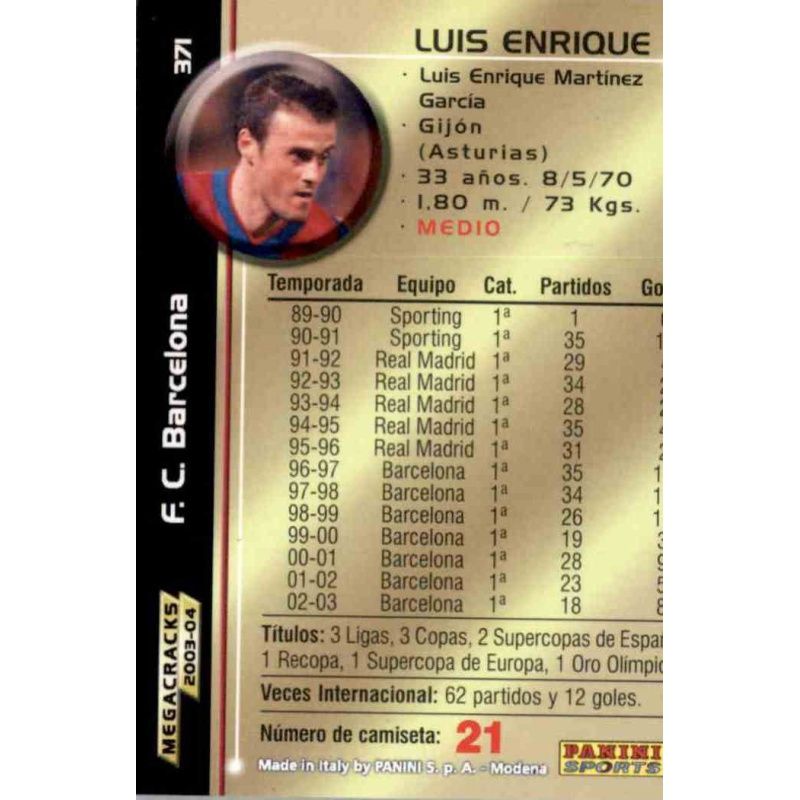 LUIS ENRIQUE
· Luis Enrique Martínez
García
· Gijón
(Asturias)
· 33 años. 8/5/70
· 1.80 m. / 73 Kgs.
· MEDIO
371
F. C. Barcelona
MEGACRACKS
2003-04
Temporada Equipo Cat. Partidos Go
89-90 Sporting 1ª 1
90-91 Sporting 1ª 35
91-92 Real Madrid 1ª 29
92-93 Real Madrid 1ª 34
93-94 Real Madrid 1ª 28
94-95 Real Madrid 1ª 35
95-96 Real Madrid 1ª 31
96-97 Barcelona 1ª 35
97-98 Barcelona 1ª 34
98-99 Barcelona 1ª 26
99-00 Barcelona 1ª 19
00-01 Barcelona 1ª 28
01-02 Barcelona 1ª 23
02-03 Barcelona 1ª 18
Títulos: 3 Ligas, 3 Copas, 2 Supercopas de Espa
1 Recopa, 1 Supercopa de Europa, 1 Oro Olímpic
Veces Internacional: 62 partidos y 12 goles.
Número de camiseta: 21
Made in Italy by PANINI S. p. A. - Modena
PANINI
SPORTS